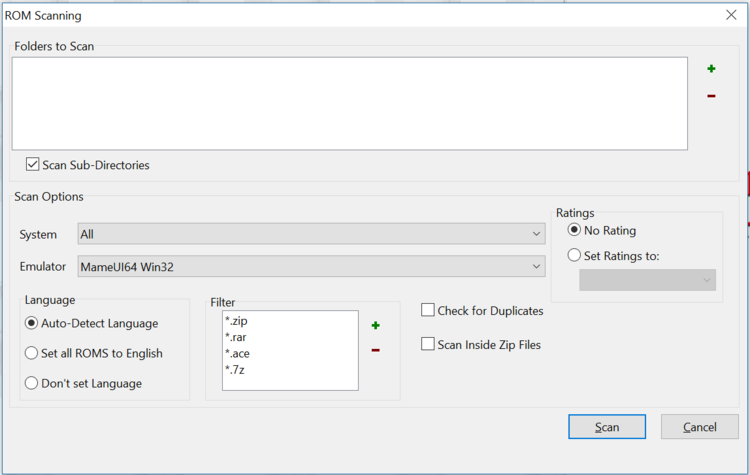 ROM Scanning
Folders to Scan
Scan Sub-Directories
Scan Options
System
All
Emulator
MameUI64 Win32
Ratings
No Rating
Set Ratings to:
Language
Auto-Detect Language
Set all ROMS to English
Don't set Language
Filter
*.zip
*.rar
*.ace
*.7z
Check for Duplicates
Scan Inside Zip Files
Scan
Cancel